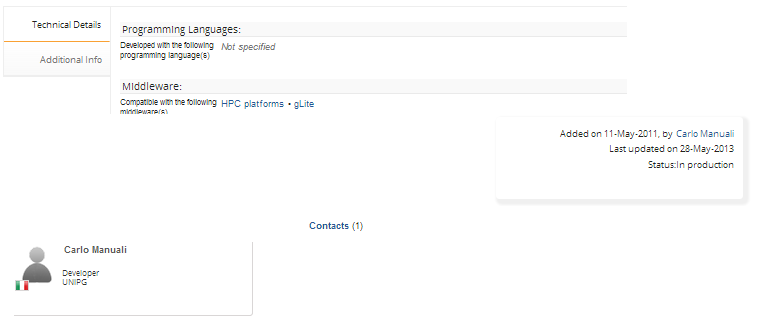 Technical Details
Additional Info
Programming Languages:
Developed with the following Not specified
programming language(s)
Middleware:
Compatible with the following HPC platforms • gLite
middleware(s)
Added on 11-May-2011, by Carlo Manuali
Last updated on 28-May-2013
Status:In production
Contacts (1)
Carlo Manuali
Developer
UNIPG